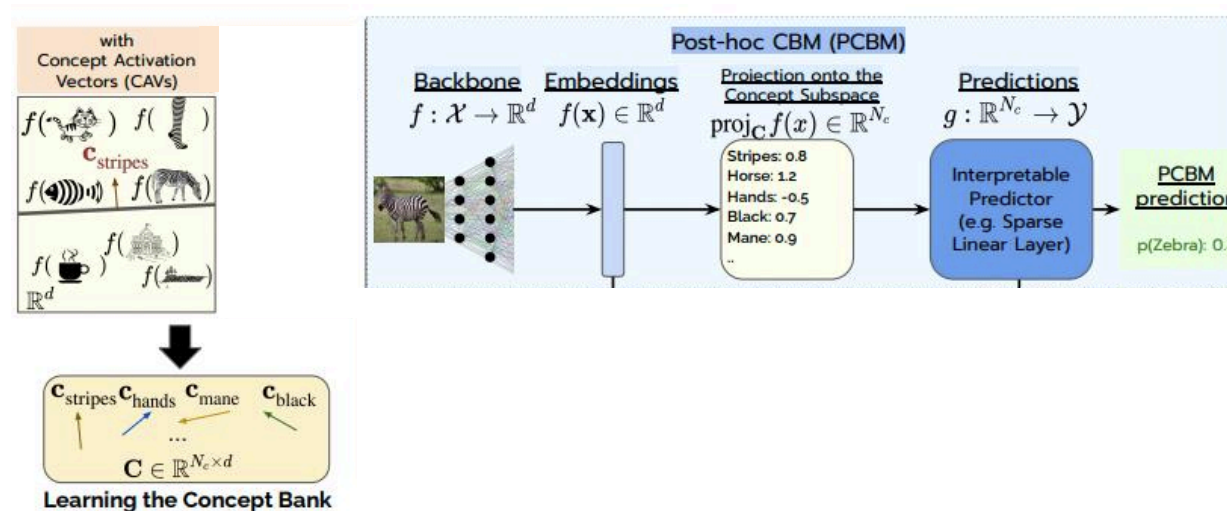 with
Concept Activation
Vectors (CAVs)
f( ) f( )
c_stripes
f( ) f( )
f( )
f( ) f( )
ℝ^d
c_stripes c_hands c_mane c_black
...
C ∈ ℝ^{N_c×d}
Learning the Concept Bank
Post-hoc CBM (PCBM)
Backbone
f : 𝒳 → ℝ^d
Embeddings
f(x) ∈ ℝ^d
Projection onto the
Concept Subspace
proj_C f(x) ∈ ℝ^{N_c}
Predictions
g : ℝ^{N_c} → 𝒴
Stripes: 0.8
Horse: 1.2
Hands: -0.5
Black: 0.7
Mane: 0.9
..
Interpretable
Predictor
(e.g. Sparse
Linear Layer)
PCBM
prediction
p(Zebra): 0.